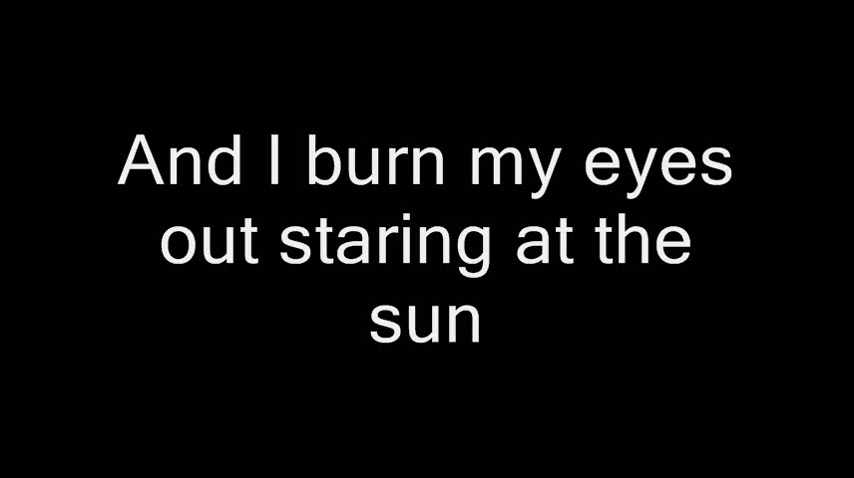 And I burn my eyes
out staring at the
sun